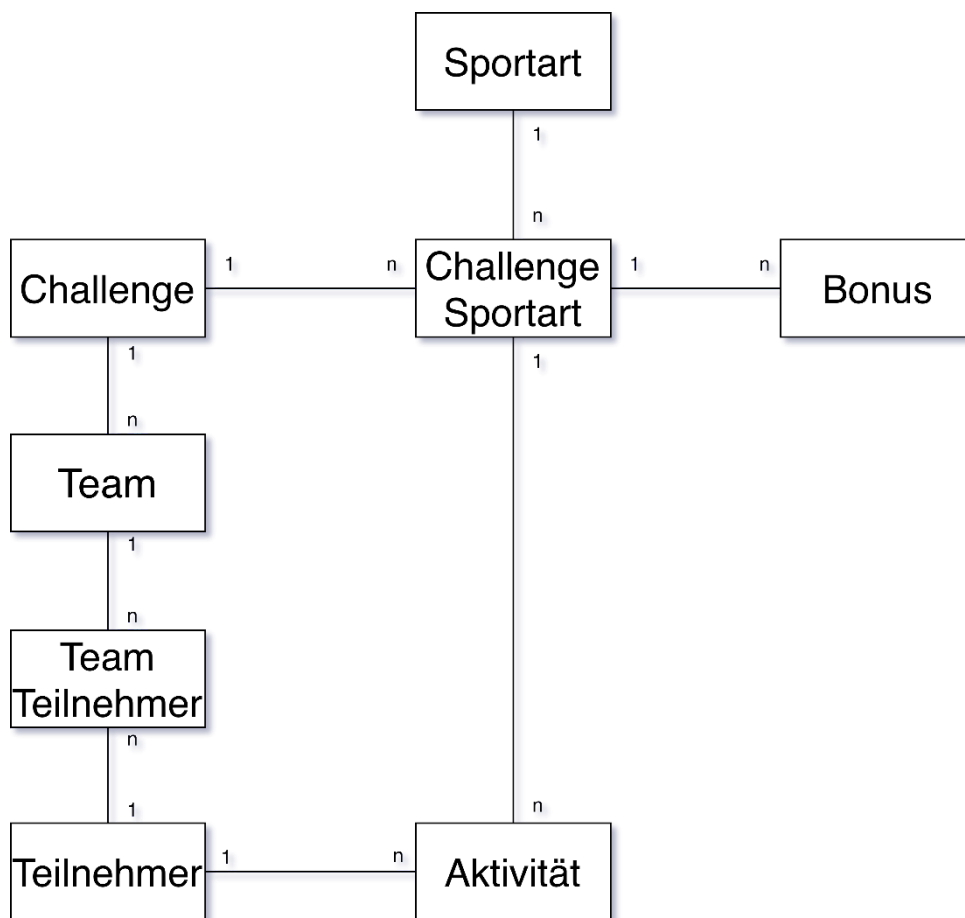 Sportart
1
n
Challenge
1
n
Challenge
Sportart
1
n
Bonus
1
1
n
Team
1
n
Team
Teilnehmer
n
1
n
Teilnehmer
1
n
Aktivität